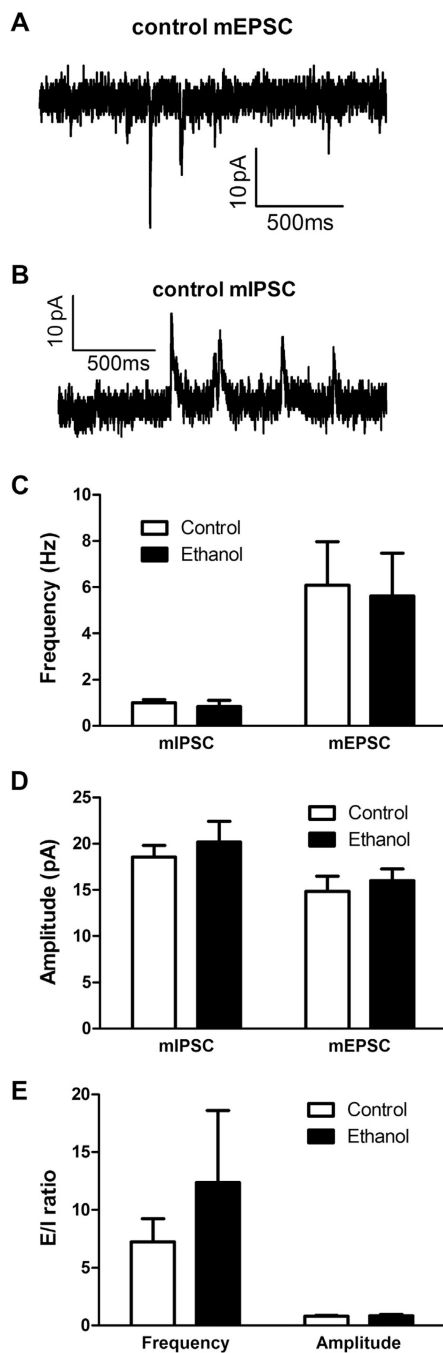 A
control mEPSC
10 pA
500ms
B
control mIPSC
10 pA
500ms
C
Frequency (Hz)
10
8
6
4
2
0
Control
Ethanol
mIPSC
mEPSC
D
Amplitude (pA)
25
20
15
10
5
0
Control
Ethanol
mIPSC
mEPSC
E
E/I ratio
20
15
10
5
0
Control
Ethanol
Frequency
Amplitude